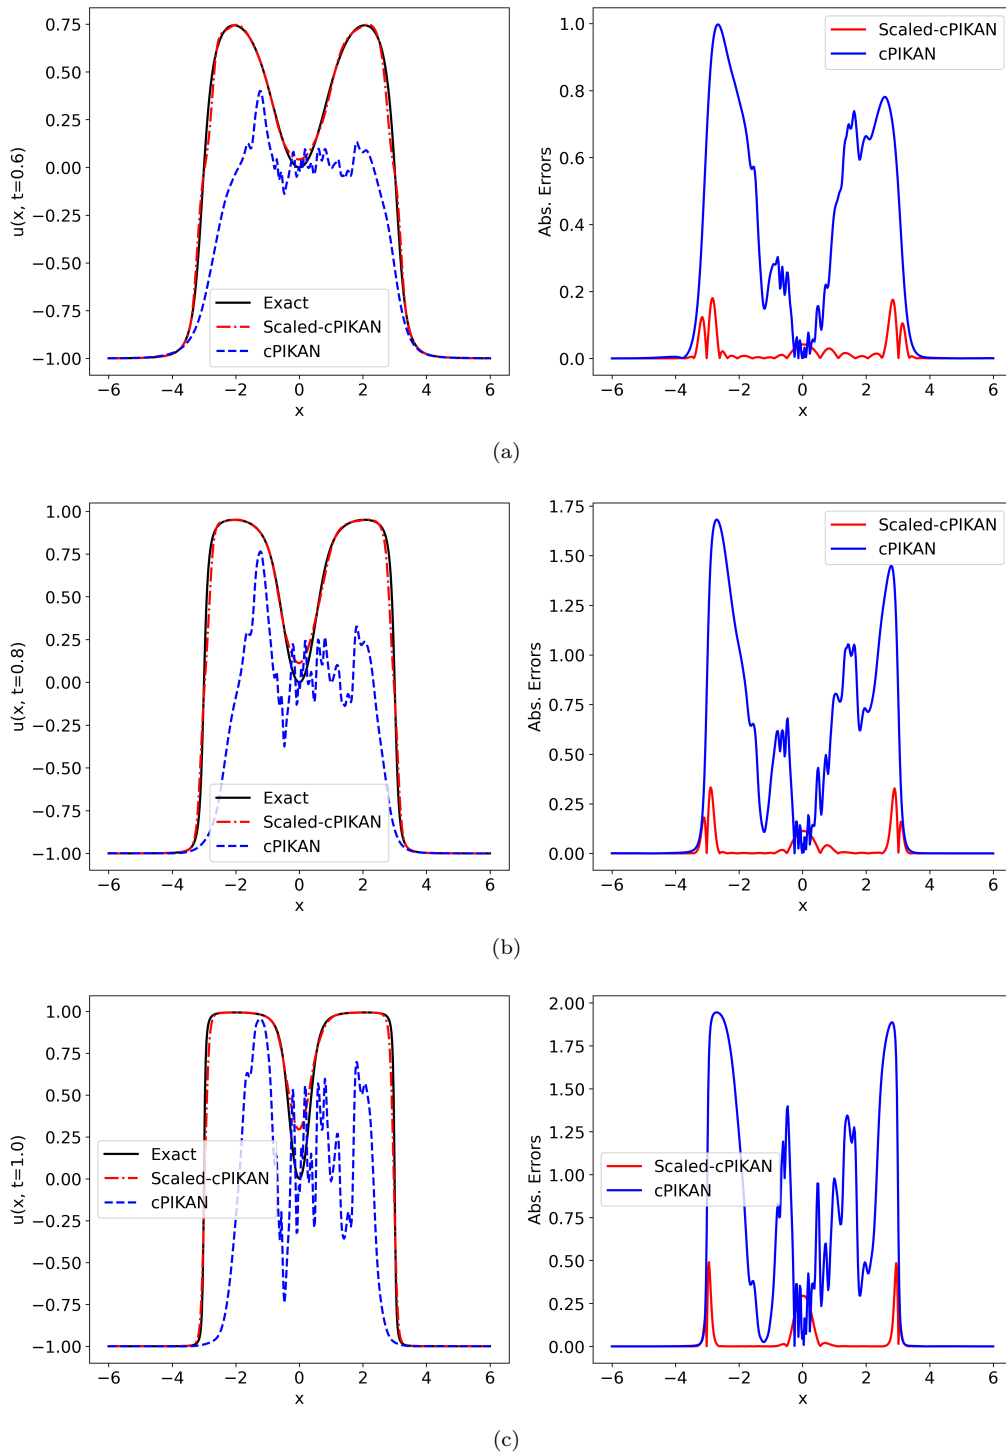 0.75
0.50
0.25
0.00
−0.25
−0.50
−0.75
−1.00
u(x, t=0.6)
Exact
Scaled-cPIKAN
cPIKAN
−6 −4 −2 0 2 4 6
x
1.0
0.8
0.6
0.4
0.2
0.0
Abs. Errors
Scaled-cPIKAN
cPIKAN
−6 −4 −2 0 2 4 6
x
(a)
1.00
0.75
0.50
0.25
0.00
−0.25
−0.50
−0.75
−1.00
u(x, t=0.8)
Exact
Scaled-cPIKAN
cPIKAN
−6 −4 −2 0 2 4 6
x
1.75
1.50
1.25
1.00
0.75
0.50
0.25
0.00
Abs. Errors
Scaled-cPIKAN
cPIKAN
−6 −4 −2 0 2 4 6
x
(b)
1.00
0.75
0.50
0.25
0.00
−0.25
−0.50
−0.75
−1.00
u(x, t=1.0)
Exact
Scaled-cPIKAN
cPIKAN
−6 −4 −2 0 2 4 6
x
2.00
1.75
1.50
1.25
1.00
0.75
0.50
0.25
0.00
Abs. Errors
Scaled-cPIKAN
cPIKAN
−6 −4 −2 0 2 4 6
x
(c)